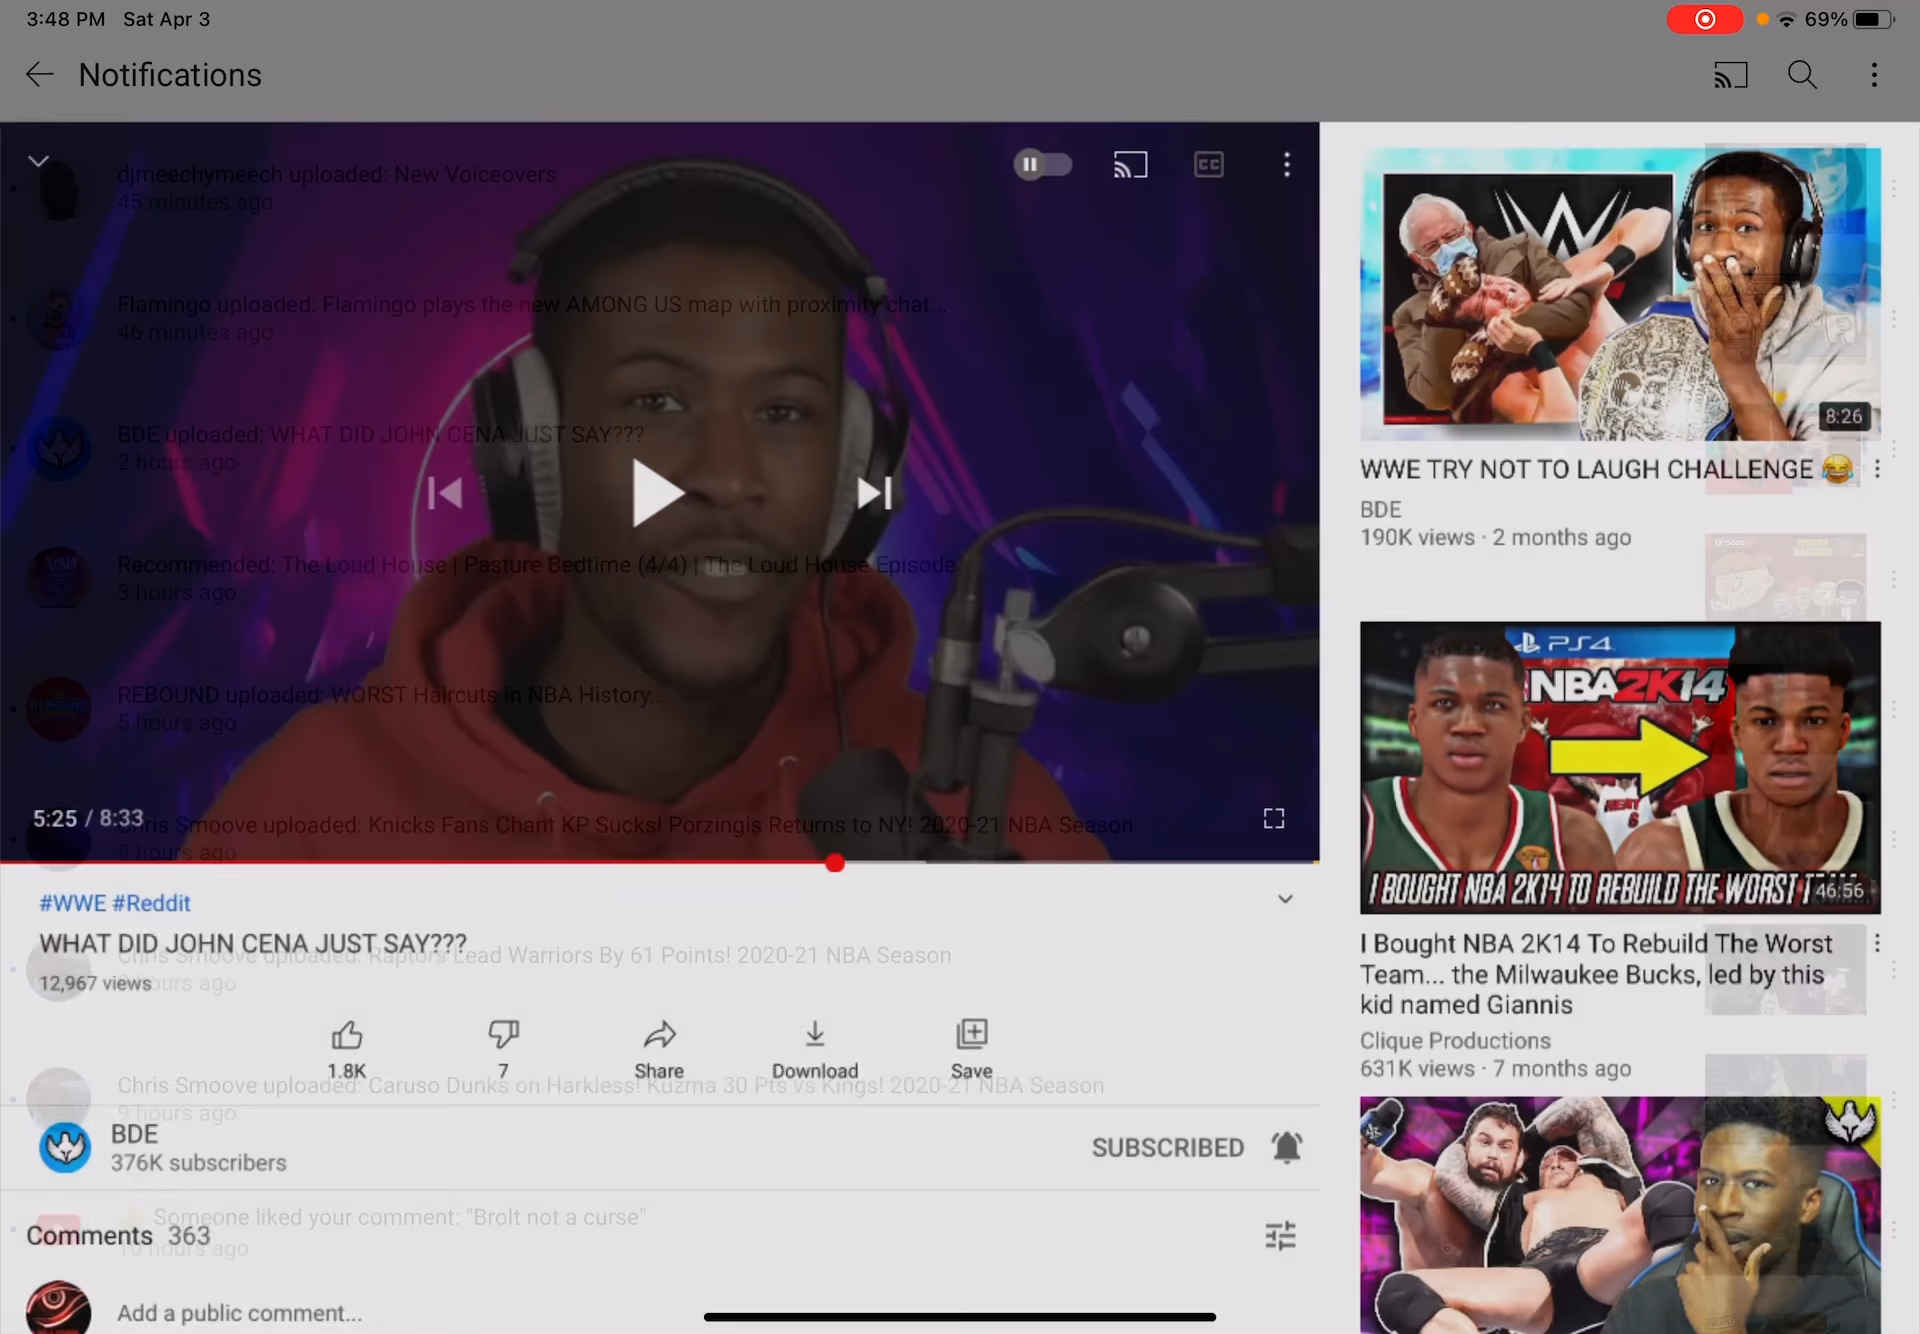 3:48 PM Sat Apr 3
69%
Notifications
djmeechymeech uploaded: New Voiceovers
45 minutes ago
Flamingo uploaded: Flamingo plays the new AMONG US map with proximity chat...
46 minutes ago
BDE uploaded: WHAT DID JOHN CENA JUST SAY???
2 hours ago
Recommended: The Loud House | Pasture Bedtime (4/4) | The Loud House Episode
3 hours ago
REBOUND uploaded: WORST Haircuts in NBA History..
5 hours ago
CC
5:25 / 8:33
Chris Smoove uploaded: Knicks Fans Chant KP Sucks! Porzingis Returns to NY! 2020-21 NBA Season
hours ago
#WWE #Reddit
WHAT DID JOHN CENA JUST SAY???
Chris Smoove uploaded: Raptors Lead Warriors By 61 Points! 2020-21 NBA Season
12,967 views
hours ago
1.8K
7
Share
Download
Save
Chris Smoove uploaded: Caruso Dunks on Harkless! Kuzma 30 Pts vs Kings! 2020-21 NBA Season
9 hours ago
BDE
376K subscribers
SUBSCRIBED
Someone liked your comment: "Brolt not a curse"
Comments 363
10 hours ago
Add a public comment...
8:26
WWE TRY NOT TO LAUGH CHALLENGE 😂
BDE
190K views · 2 months ago
PS4
NBA2K14
HEAT
6
I BOUGHT NBA 2K14 TO REBUILD THE WORST
46:56
I Bought NBA 2K14 To Rebuild The Worst
Team... the Milwaukee Bucks, led by this
kid named Giannis
Clique Productions
631K views · 7 months ago